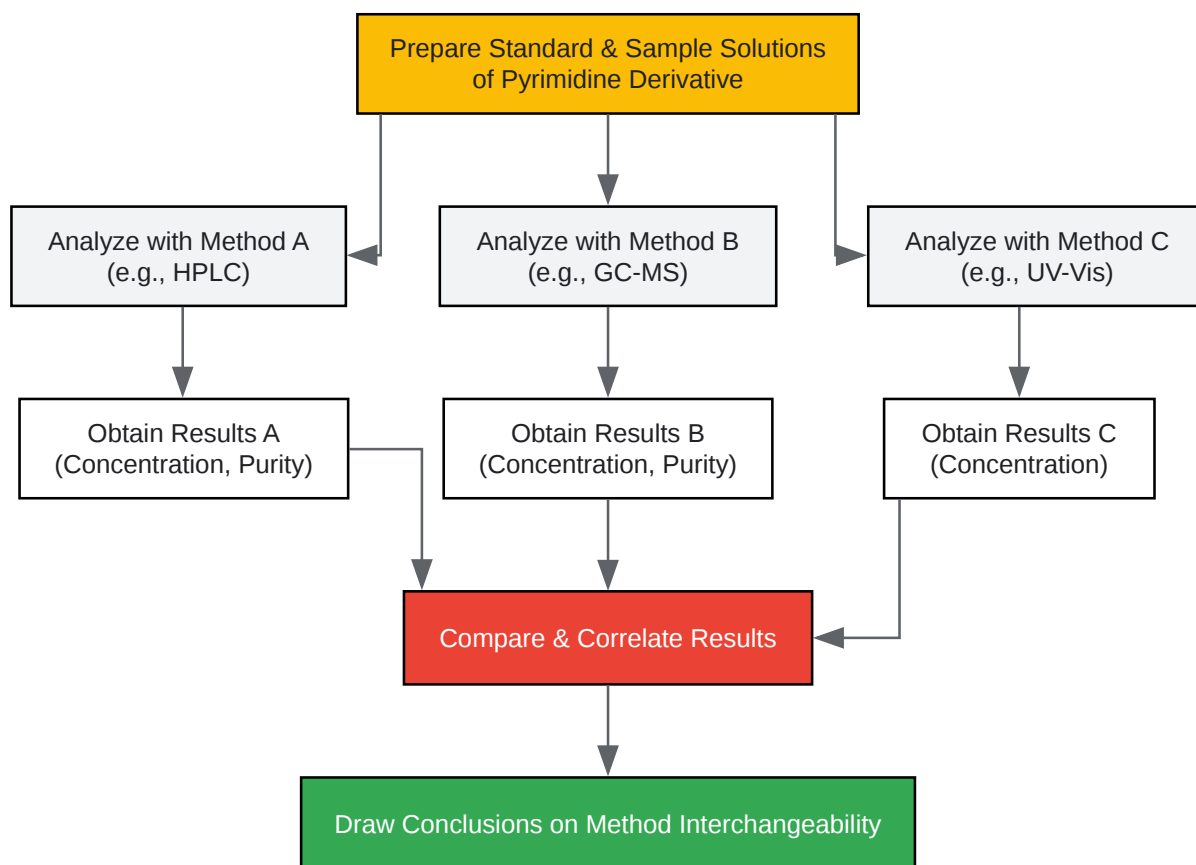 Prepare Standard & Sample Solutions
of Pyrimidine Derivative
Analyze with Method A
(e.g., HPLC)
Analyze with Method B
(e.g., GC-MS)
Analyze with Method C
(e.g., UV-Vis)
Obtain Results A
(Concentration, Purity)
Obtain Results B
(Concentration, Purity)
Obtain Results C
(Concentration)
Compare & Correlate Results
Draw Conclusions on Method Interchangeability